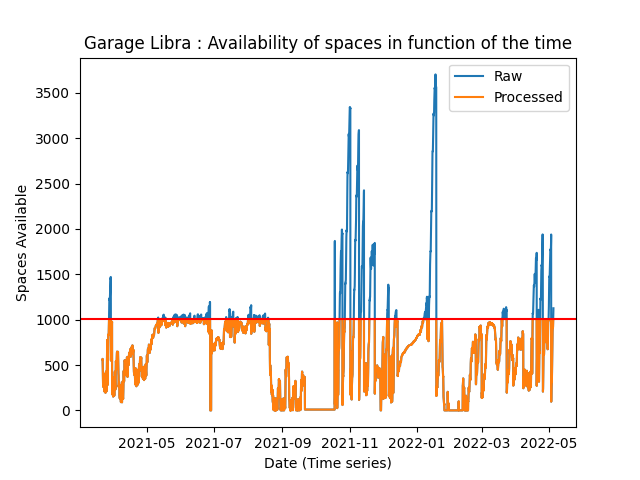 Garage Libra : Availability of spaces in function of the time
Raw
Processed
Spaces Available
3500
3000
2500
2000
1500
1000
500
0
2021-05 2021-07 2021-09 2021-11 2022-01 2022-03 2022-05
Date (Time series)